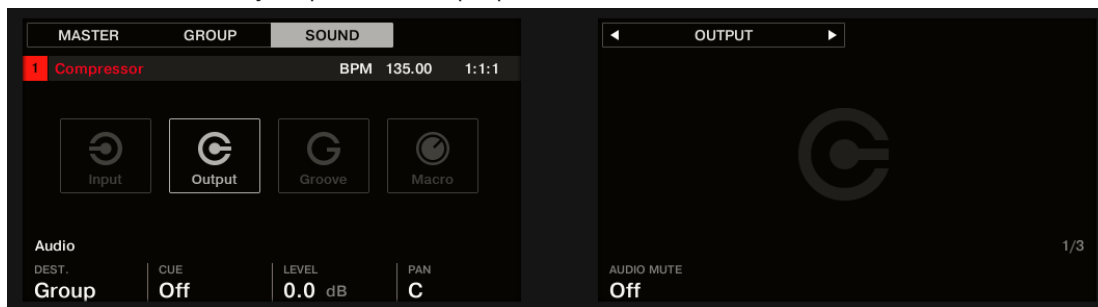 MASTER GROUP SOUND
1 Compressor BPM 135.00 1:1:1
Input Output Groove Macro
Audio
DEST. CUE LEVEL PAN
Group Off 0.0 dB C
◀ OUTPUT ▶
1/3
AUDIO MUTE
Off